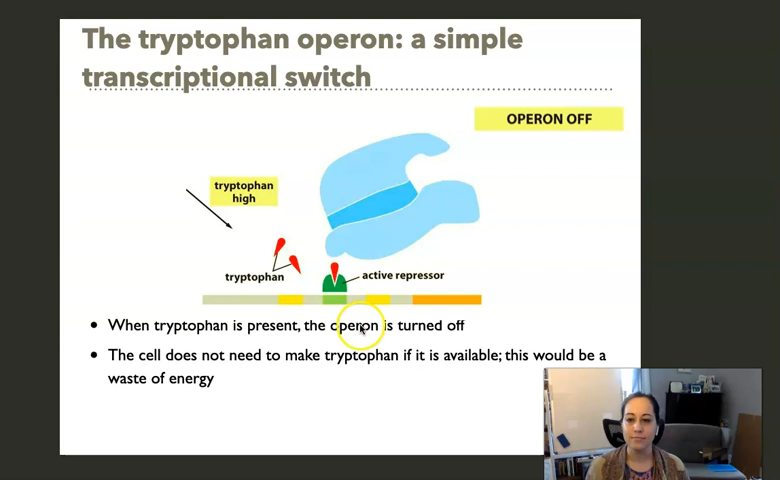 The tryptophan operon: a simple
transcriptional switch
OPERON OFF
tryptophan
high
tryptophan
active repressor
• When tryptophan is present, the operon is turned off
• The cell does not need to make tryptophan if it is available; this would be a
waste of energy